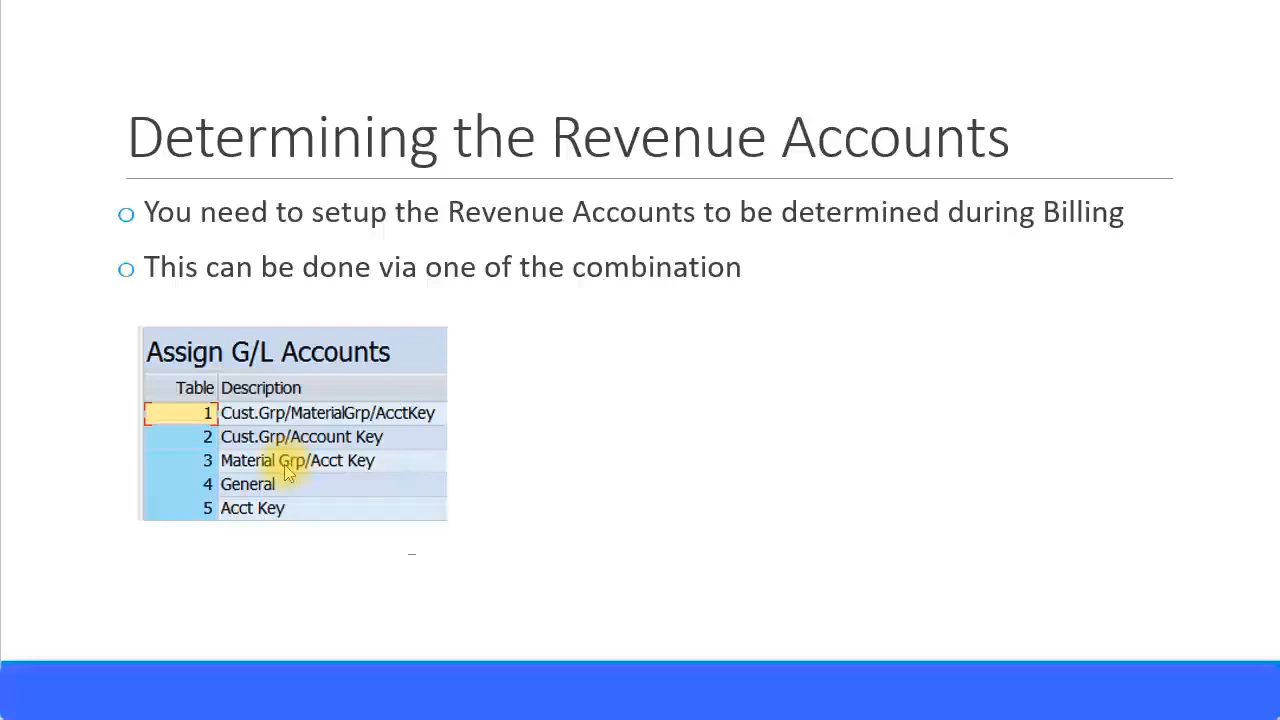 Determining the Revenue Accounts
You need to setup the Revenue Accounts to be determined during Billing
This can be done via one of the combination
Assign G/L Accounts
Table Description
1 Cust.Grp/MaterialGrp/AcctKey
2 Cust.Grp/Account Key
3 Material Grp/Acct Key
4 General
5 Acct Key